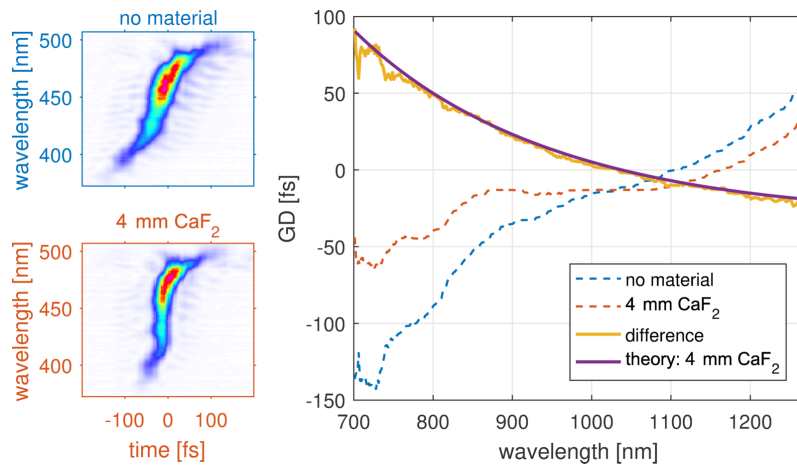 no material
wavelength [nm]
500
450
400
4 mm CaF2
wavelength [nm]
500
450
400
-100 0 100
time [fs]
GD [fs]
100
50
0
-50
-100
-150
700 800 900 1000 1100 1200
wavelength [nm]
no material
4 mm CaF2
difference
theory: 4 mm CaF2